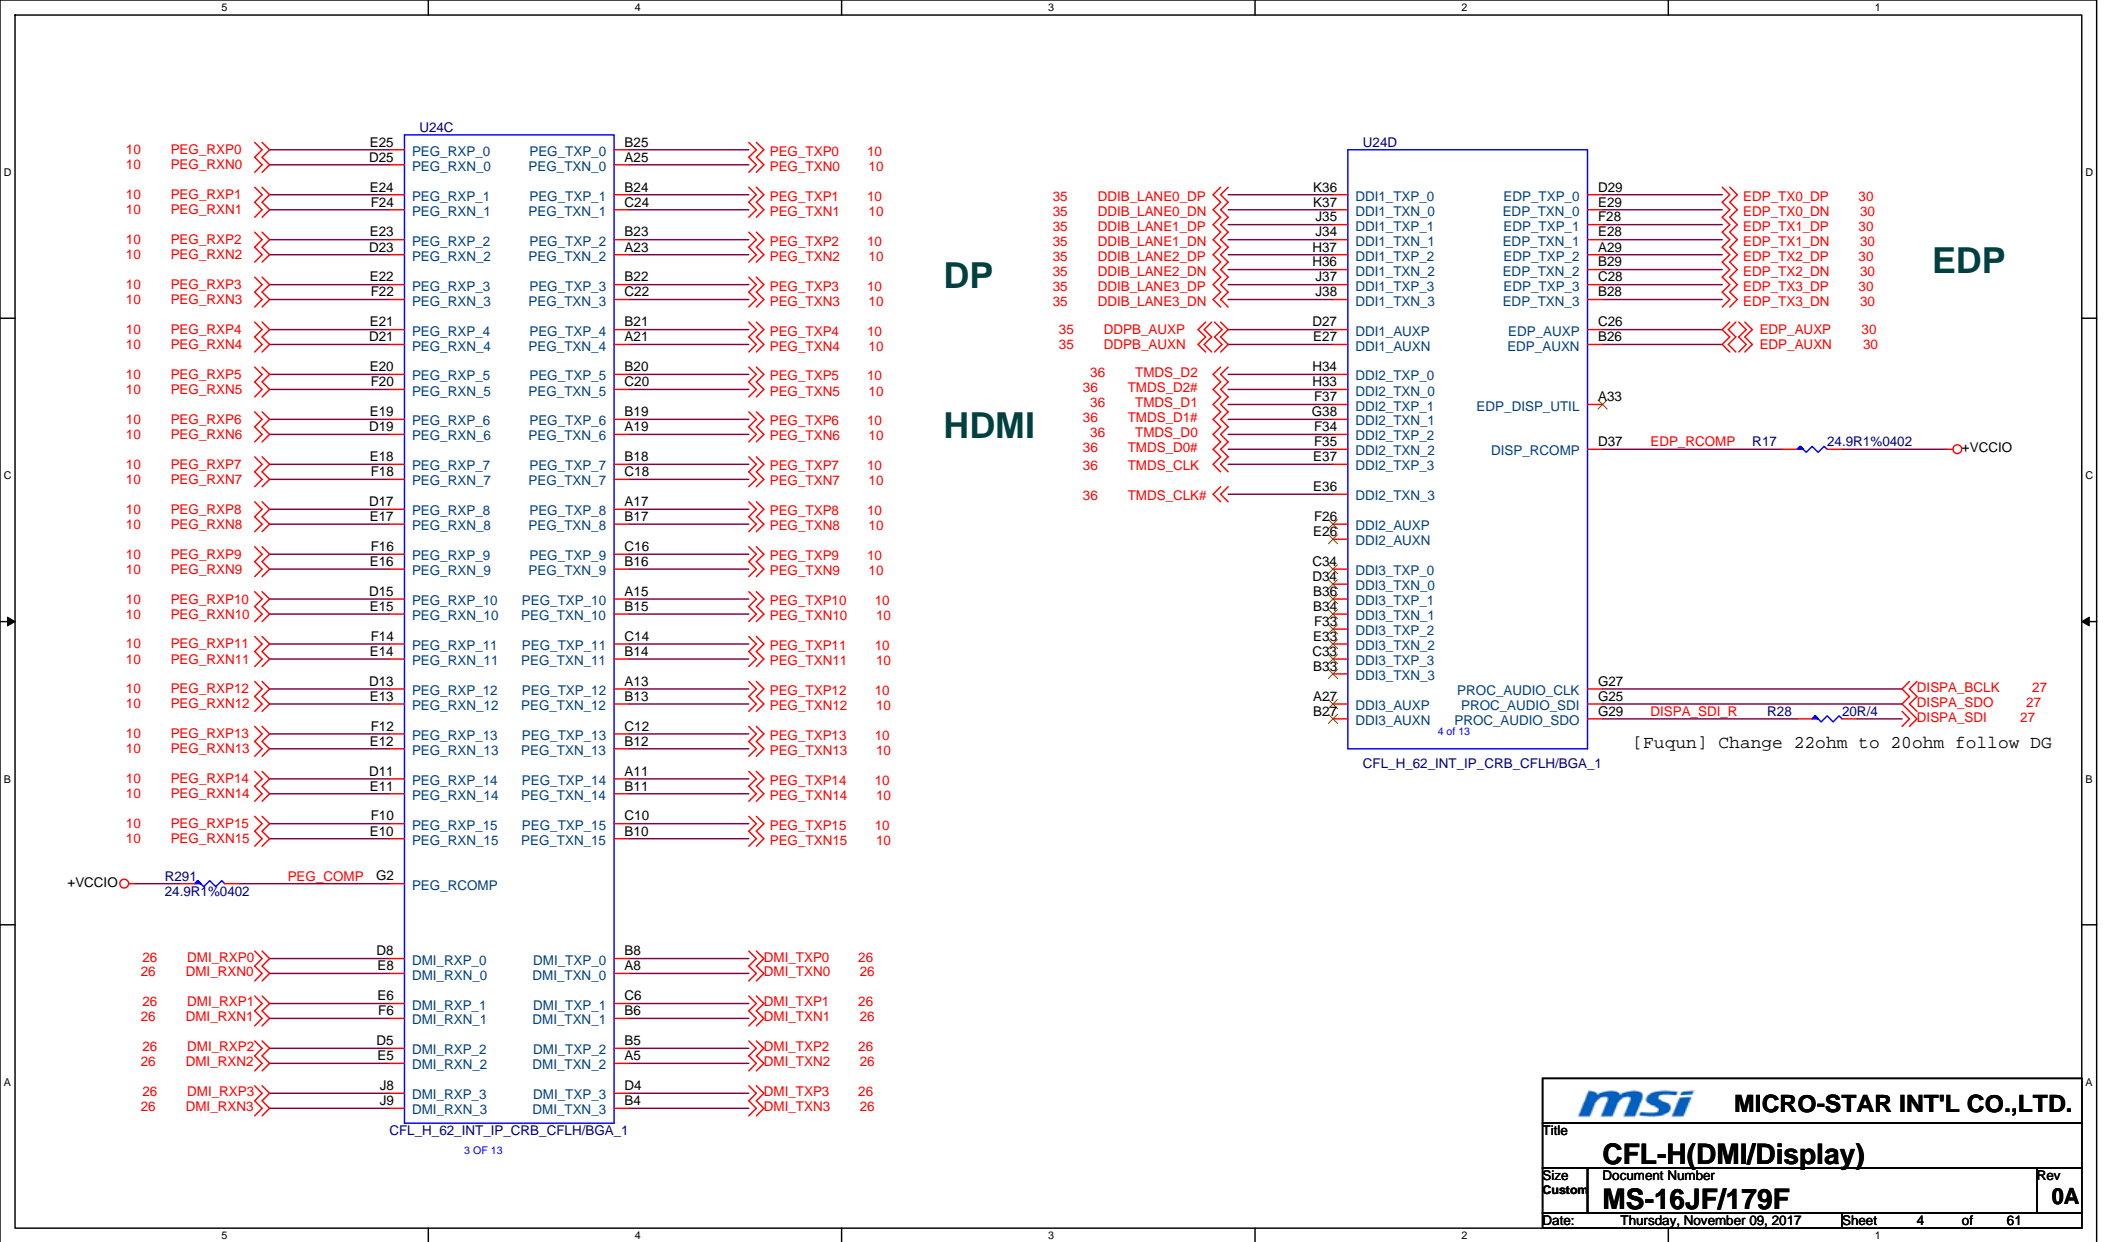 5 4 3 2 1
D
C
B
A
U24C
10 PEG_RXP0 E25 PEG_RXP_0 PEG_TXP_0 B25 PEG_TXP0 10
10 PEG_RXN0 D25 PEG_RXN_0 PEG_TXN_0 A25 PEG_TXN0 10
10 PEG_RXP1 E24 PEG_RXP_1 PEG_TXP_1 B24 PEG_TXP1 10
10 PEG_RXN1 F24 PEG_RXN_1 PEG_TXN_1 C24 PEG_TXN1 10
10 PEG_RXP2 E23 PEG_RXP_2 PEG_TXP_2 B23 PEG_TXP2 10
10 PEG_RXN2 D23 PEG_RXN_2 PEG_TXN_2 A23 PEG_TXN2 10
10 PEG_RXP3 E22 PEG_RXP_3 PEG_TXP_3 B22 PEG_TXP3 10
10 PEG_RXN3 F22 PEG_RXN_3 PEG_TXN_3 C22 PEG_TXN3 10
10 PEG_RXP4 E21 PEG_RXP_4 PEG_TXP_4 B21 PEG_TXP4 10
10 PEG_RXN4 D21 PEG_RXN_4 PEG_TXN_4 A21 PEG_TXN4 10
10 PEG_RXP5 E20 PEG_RXP_5 PEG_TXP_5 B20 PEG_TXP5 10
10 PEG_RXN5 F20 PEG_RXN_5 PEG_TXN_5 C20 PEG_TXN5 10
10 PEG_RXP6 E19 PEG_RXP_6 PEG_TXP_6 B19 PEG_TXP6 10
10 PEG_RXN6 D19 PEG_RXN_6 PEG_TXN_6 A19 PEG_TXN6 10
10 PEG_RXP7 E18 PEG_RXP_7 PEG_TXP_7 B18 PEG_TXP7 10
10 PEG_RXN7 F18 PEG_RXN_7 PEG_TXN_7 C18 PEG_TXN7 10
10 PEG_RXP8 D17 PEG_RXP_8 PEG_TXP_8 A17 PEG_TXP8 10
10 PEG_RXN8 E17 PEG_RXN_8 PEG_TXN_8 B17 PEG_TXN8 10
10 PEG_RXP9 F16 PEG_RXP_9 PEG_TXP_9 C16 PEG_TXP9 10
10 PEG_RXN9 E16 PEG_RXN_9 PEG_TXN_9 B16 PEG_TXN9 10
10 PEG_RXP10 D15 PEG_RXP_10 PEG_TXP_10 A15 PEG_TXP10 10
10 PEG_RXN10 E15 PEG_RXN_10 PEG_TXN_10 B15 PEG_TXN10 10
10 PEG_RXP11 F14 PEG_RXP_11 PEG_TXP_11 C14 PEG_TXP11 10
10 PEG_RXN11 E14 PEG_RXN_11 PEG_TXN_11 B14 PEG_TXN11 10
10 PEG_RXP12 D13 PEG_RXP_12 PEG_TXP_12 A13 PEG_TXP12 10
10 PEG_RXN12 E13 PEG_RXN_12 PEG_TXN_12 B13 PEG_TXN12 10
10 PEG_RXP13 F12 PEG_RXP_13 PEG_TXP_13 C12 PEG_TXP13 10
10 PEG_RXN13 E12 PEG_RXN_13 PEG_TXN_13 B12 PEG_TXN13 10
10 PEG_RXP14 D11 PEG_RXP_14 PEG_TXP_14 A11 PEG_TXP14 10
10 PEG_RXN14 E11 PEG_RXN_14 PEG_TXN_14 B11 PEG_TXN14 10
10 PEG_RXP15 F10 PEG_RXP_15 PEG_TXP_15 C10 PEG_TXP15 10
10 PEG_RXN15 E10 PEG_RXN_15 PEG_TXN_15 B10 PEG_TXN15 10
+VCCIO R291 PEG_COMP G2 PEG_RCOMP
24.9R1%0402
26 DMI_RXP0 D8 DMI_RXP_0 DMI_TXP_0 B8 DMI_TXP0 26
26 DMI_RXN0 E8 DMI_RXN_0 DMI_TXN_0 A8 DMI_TXN0 26
26 DMI_RXP1 E6 DMI_RXP_1 DMI_TXP_1 C6 DMI_TXP1 26
26 DMI_RXN1 F6 DMI_RXN_1 DMI_TXN_1 B6 DMI_TXN1 26
26 DMI_RXP2 D5 DMI_RXP_2 DMI_TXP_2 B5 DMI_TXP2 26
26 DMI_RXN2 E5 DMI_RXN_2 DMI_TXN_2 A5 DMI_TXN2 26
26 DMI_RXP3 J8 DMI_RXP_3 DMI_TXP_3 D4 DMI_TXP3 26
26 DMI_RXN3 J9 DMI_RXN_3 DMI_TXN_3 B4 DMI_TXN3 26
CFL_H_62_INT_IP_CRB_CFLH/BGA_1
3 OF 13
DP
HDMI
EDP
U24D
35 DDIB_LANE0_DP K36 DDI1_TXP_0 EDP_TXP_0 D29 EDP_TX0_DP 30
35 DDIB_LANE0_DN K37 DDI1_TXN_0 EDP_TXN_0 E29 EDP_TX0_DN 30
35 DDIB_LANE1_DP J35 DDI1_TXP_1 EDP_TXP_1 F28 EDP_TX1_DP 30
35 DDIB_LANE1_DN J34 DDI1_TXN_1 EDP_TXN_1 E28 EDP_TX1_DN 30
35 DDIB_LANE2_DP H37 DDI1_TXP_2 EDP_TXP_2 A29 EDP_TX2_DP 30
35 DDIB_LANE2_DN H36 DDI1_TXN_2 EDP_TXN_2 B29 EDP_TX2_DN 30
35 DDIB_LANE3_DP J37 DDI1_TXP_3 EDP_TXP_3 C28 EDP_TX3_DP 30
35 DDIB_LANE3_DN J38 DDI1_TXN_3 EDP_TXN_3 B28 EDP_TX3_DN 30
35 DDPB_AUXP D27 DDI1_AUXP EDP_AUXP C26 EDP_AUXP 30
35 DDPB_AUXN E27 DDI1_AUXN EDP_AUXN B26 EDP_AUXN 30
36 TMDS_D2 H34 DDI2_TXP_0
36 TMDS_D2# H33 DDI2_TXN_0
36 TMDS_D1 F37 DDI2_TXP_1 EDP_DISP_UTIL A33
36 TMDS_D1# G38 DDI2_TXN_1
36 TMDS_D0 F34 DDI2_TXP_2
36 TMDS_D0# F35 DDI2_TXN_2 DISP_RCOMP D37 EDP_RCOMP R17 24.9R1%0402 +VCCIO
36 TMDS_CLK E37 DDI2_TXP_3
36 TMDS_CLK# E36 DDI2_TXN_3
F26 DDI2_AUXP
E26 DDI2_AUXN
C34 DDI3_TXP_0
D34 DDI3_TXN_0
B36 DDI3_TXP_1
B34 DDI3_TXN_1
F33 DDI3_TXP_2
E33 DDI3_TXN_2
C33 DDI3_TXP_3
B33 DDI3_TXN_3
PROC_AUDIO_CLK G27 DISPA_BCLK 27
A27 DDI3_AUXP PROC_AUDIO_SDI G25 DISPA_SDO 27
B27 DDI3_AUXN PROC_AUDIO_SDO G29 DISPA_SDI_R R28 20R/4 DISPA_SDI 27
4 of 13
[Fuqun] Change 22ohm to 20ohm follow DG
CFL_H_62_INT_IP_CRB_CFLH/BGA_1
msi MICRO-STAR INT'L CO.,LTD.
Title
CFL-H(DMI/Display)
Size Document Number Rev
Custom MS-16JF/179F 0A
Date: Thursday, November 09, 2017 Sheet 4 of 61
D
C
B
A
5 4 3 2 1